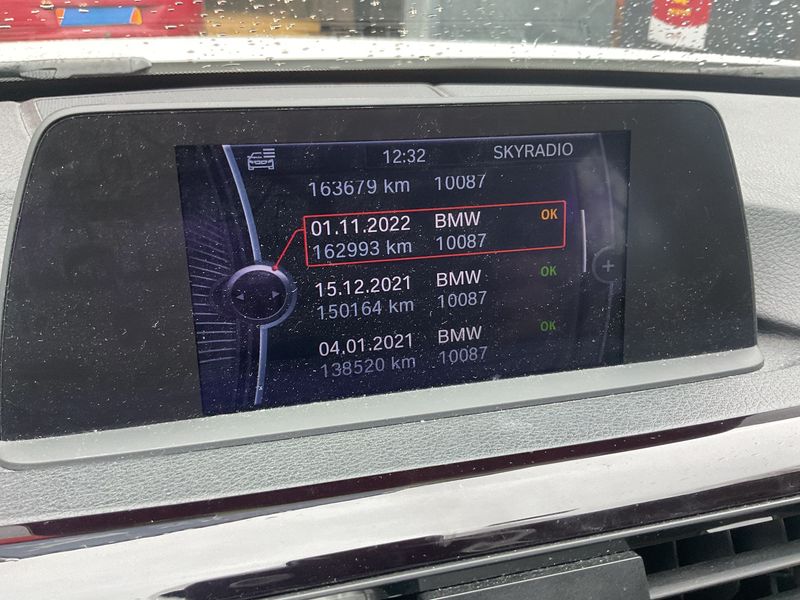 12:32 SKYRADIO
163679 km 10087
01.11.2022 BMW OK
162993 km 10087
15.12.2021 BMW OK
150164 km 10087
04.01.2021 BMW OK
138520 km 10087